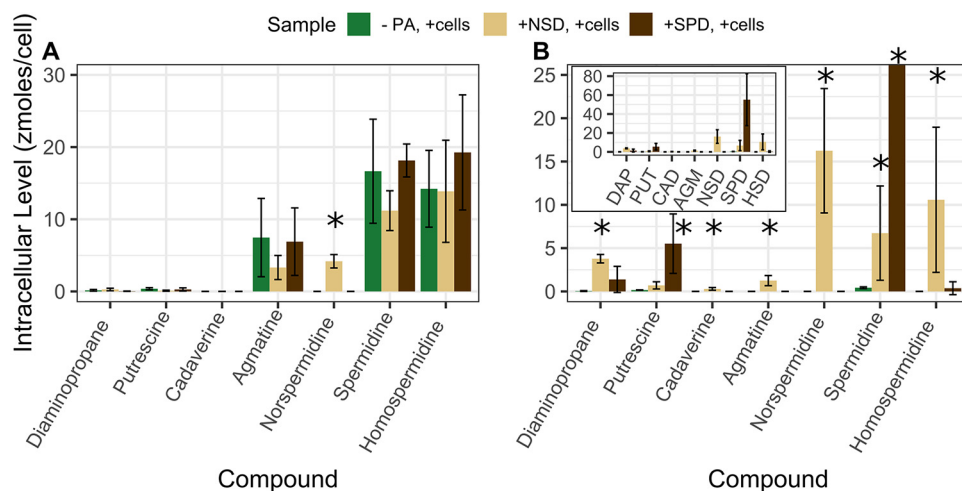 Sample - PA, +cells +NSD, +cells +SPD, +cells
A
B
Intracellular Level (zmoles/cell)
30
20
10
0
*
Diaminopropane
Putrescine
Cadaverine
Agmatine
Norspermidine
Spermidine
Homospermidine
Compound
25
20
15
10
5
0
80
60
40
20
0
DAP
PUT
CAD
AGM
NSD
SPD
HSD
*
*
*
*
*
*
*
*
Diaminopropane
Putrescine
Cadaverine
Agmatine
Norspermidine
Spermidine
Homospermidine
Compound